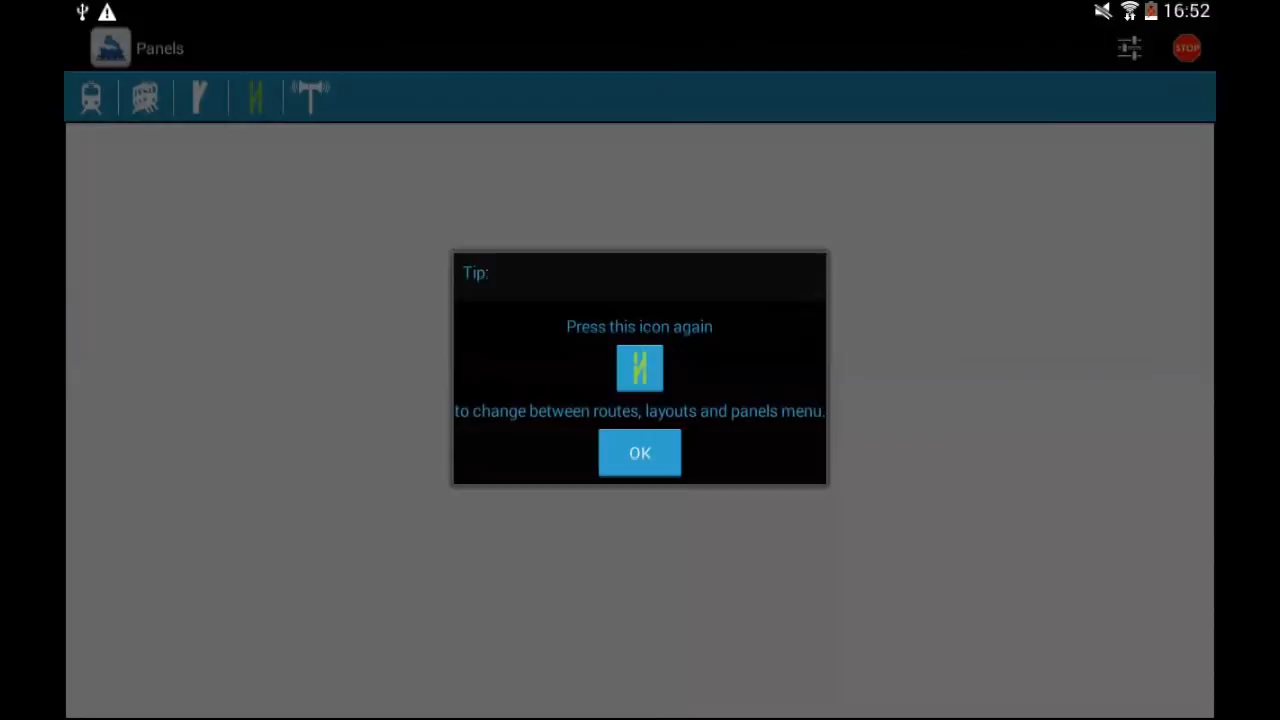 16:52
Panels
STOP
Tip:
Press this icon again
to change between routes, layouts and panels menu.
OK